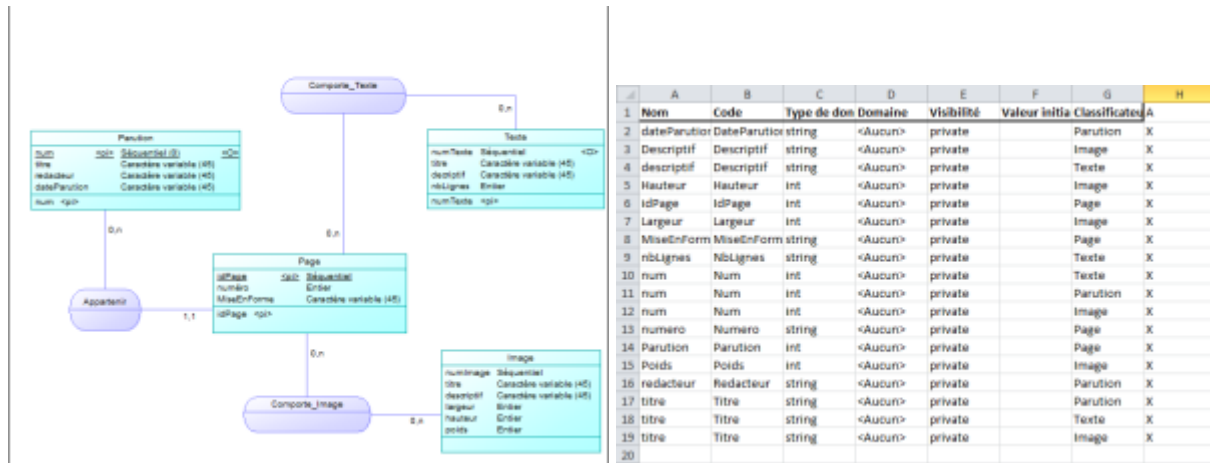 Comporte_Texte
0,n
Parution
num <pi> Séquentiel (8) <O>
titre Caractère variable (45)
redacteur Caractère variable (45)
dateParution Caractère variable (45)
num <pi>
Texte
numTexte Séquentiel <O>
titre Caractère variable (45)
descriptif Caractère variable (45)
nbLignes Entier
numTexte <pi>
0,n
0,n
Page
idPage <pi> Séquentiel
numéro Entier
MiseEnForme Caractère variable (45)
idPage <pi>
Appartenir
1,1
0,n
Image
numImage Séquentiel
titre Caractère variable (45)
descriptif Caractère variable (45)
largeur Entier
hauteur Entier
poids Entier
Comporte_Image
0,n
A B C D E F G H
1 Nom Code Type de don Domaine Visibilité Valeur initia Classificateu A
2 dateParution DateParution string <Aucun> private Parution X
3 Descriptif Descriptif string <Aucun> private Image X
4 descriptif Descriptif string <Aucun> private Texte X
5 Hauteur Hauteur int <Aucun> private Image X
6 idPage IdPage int <Aucun> private Page X
7 Largeur Largeur int <Aucun> private Image X
8 MiseEnForm MiseEnForm string <Aucun> private Page X
9 nbLignes NbLignes string <Aucun> private Texte X
10 num Num int <Aucun> private Texte X
11 num Num int <Aucun> private Parution X
12 num Num int <Aucun> private Image X
13 numero Numero string <Aucun> private Page X
14 Parution Parution int <Aucun> private Page X
15 Poids Poids int <Aucun> private Image X
16 redacteur Redacteur string <Aucun> private Parution X
17 titre Titre string <Aucun> private Parution X
18 titre Titre string <Aucun> private Texte X
19 titre Titre string <Aucun> private Image X
20